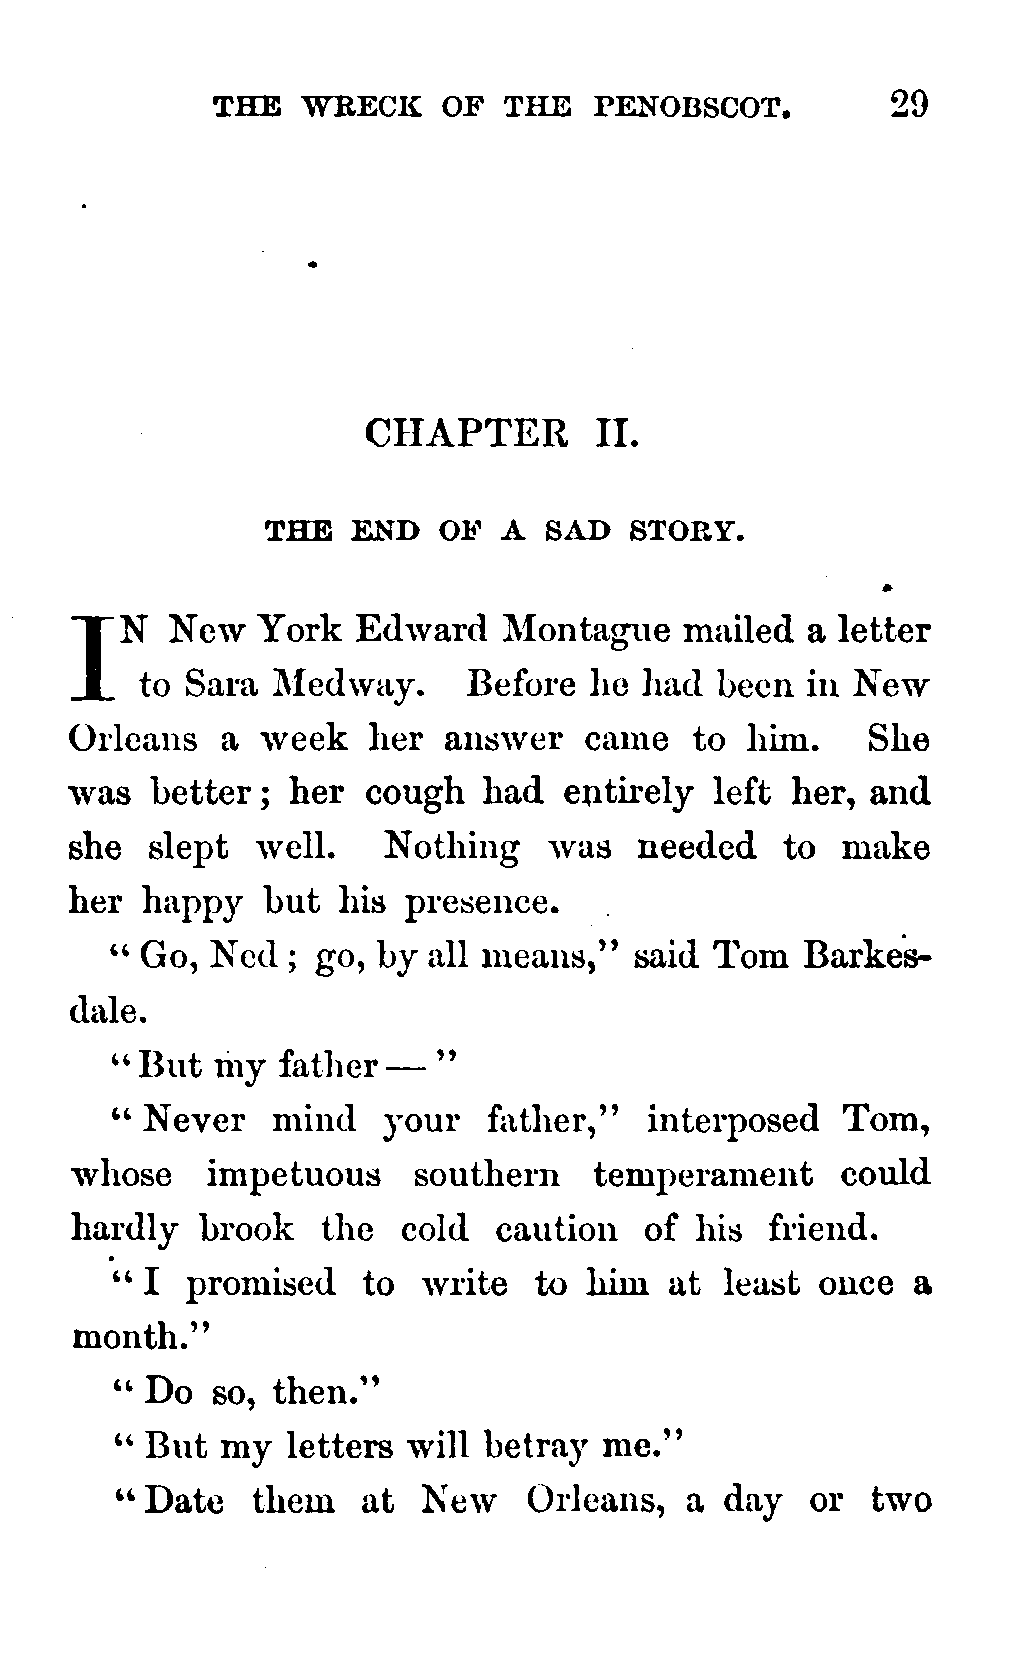 THE WRECK OF THE PENOBSCOT. 29
CHAPTER II.
THE END OF A SAD STORY.
IN New York Edward Montague mailed a letter
to Sara Medway. Before he had been in New
Orleans a week her answer came to him. She
was better; her cough had entirely left her, and
she slept well. Nothing was needed to make
her happy but his presence.
"Go, Ned; go, by all means," said Tom Barkes-
dale.
"But my father—"
"Never mind your father," interposed Tom,
whose impetuous southern temperament could
hardly brook the cold caution of his friend.
"I promised to write to him at least once a
month."
"Do so, then."
"But my letters will betray me."
"Date them at New Orleans, a day or two